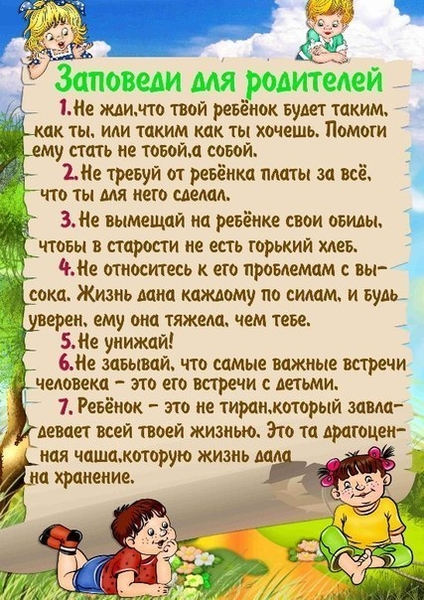 Заповеди для родителей
1. Не жди,что твой ребёнок будет таким,
как ты, или таким как ты хочешь. Помоги
ему стать не тобой,а собой.
2. Не требуй от ребёнка платы за всё,
что ты для него сделал.
3. Не вымещай на ребёнке свои обиды,
чтобы в старости не есть горький хлеб.
4. Не относитесь к его проблемам с вы-
сока. Жизнь дана каждому по силам, и будь
уверен, ему она тяжела, чем тебе.
5. Не унижай!
6. Не забывай, что самые важные встречи
человека – это его встречи с детьми.
7. Ребёнок – это не тиран,который завла-
девает всей твоей жизнью. Это та драгоцен-
ная чаша,которую жизнь дала
на хранение.